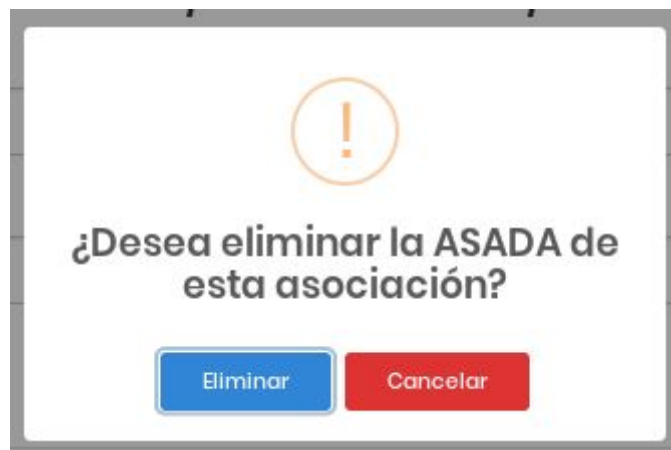 !
¿Desea eliminar la ASADA de
esta asociación?
Eliminar
Cancelar